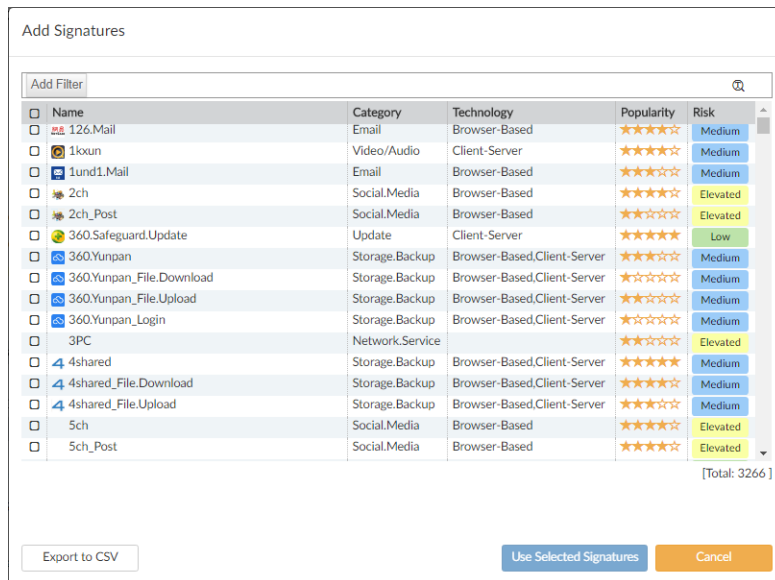 Add Signatures
Add Filter
Name Category Technology Popularity Risk
126.Mail Email Browser-Based Medium
1kxun Video/Audio Client-Server Medium
1und1.Mail Email Browser-Based Medium
2ch Social.Media Browser-Based Elevated
2ch_Post Social.Media Browser-Based Elevated
360.Safeguard.Update Update Client-Server Low
360.Yunpan Storage.Backup Browser-Based,Client-Server Medium
360.Yunpan_File.Download Storage.Backup Browser-Based,Client-Server Medium
360.Yunpan_File.Upload Storage.Backup Browser-Based,Client-Server Medium
360.Yunpan_Login Storage.Backup Browser-Based,Client-Server Medium
3PC Network.Service Elevated
4shared Storage.Backup Browser-Based,Client-Server Medium
4shared_File.Download Storage.Backup Browser-Based,Client-Server Medium
4shared_File.Upload Storage.Backup Browser-Based,Client-Server Medium
5ch Social.Media Browser-Based Elevated
5ch_Post Social.Media Browser-Based Elevated
[Total: 3266 ]
Export to CSV Use Selected Signatures Cancel